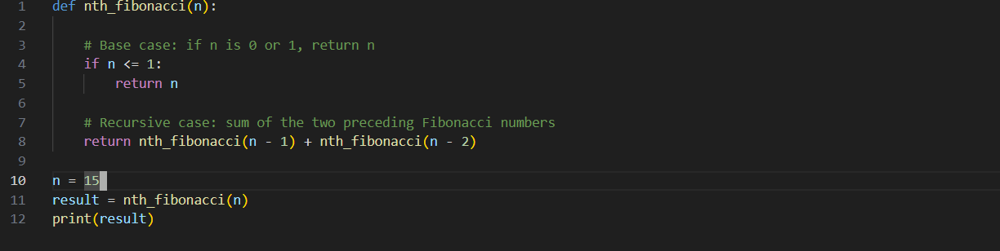 1 def nth_fibonacci(n):
2
3     # Base case: if n is 0 or 1, return n
4     if n <= 1:
5         return n
6
7     # Recursive case: sum of the two preceding Fibonacci numbers
8     return nth_fibonacci(n - 1) + nth_fibonacci(n - 2)
9
10 n = 15
11 result = nth_fibonacci(n)
12 print(result)